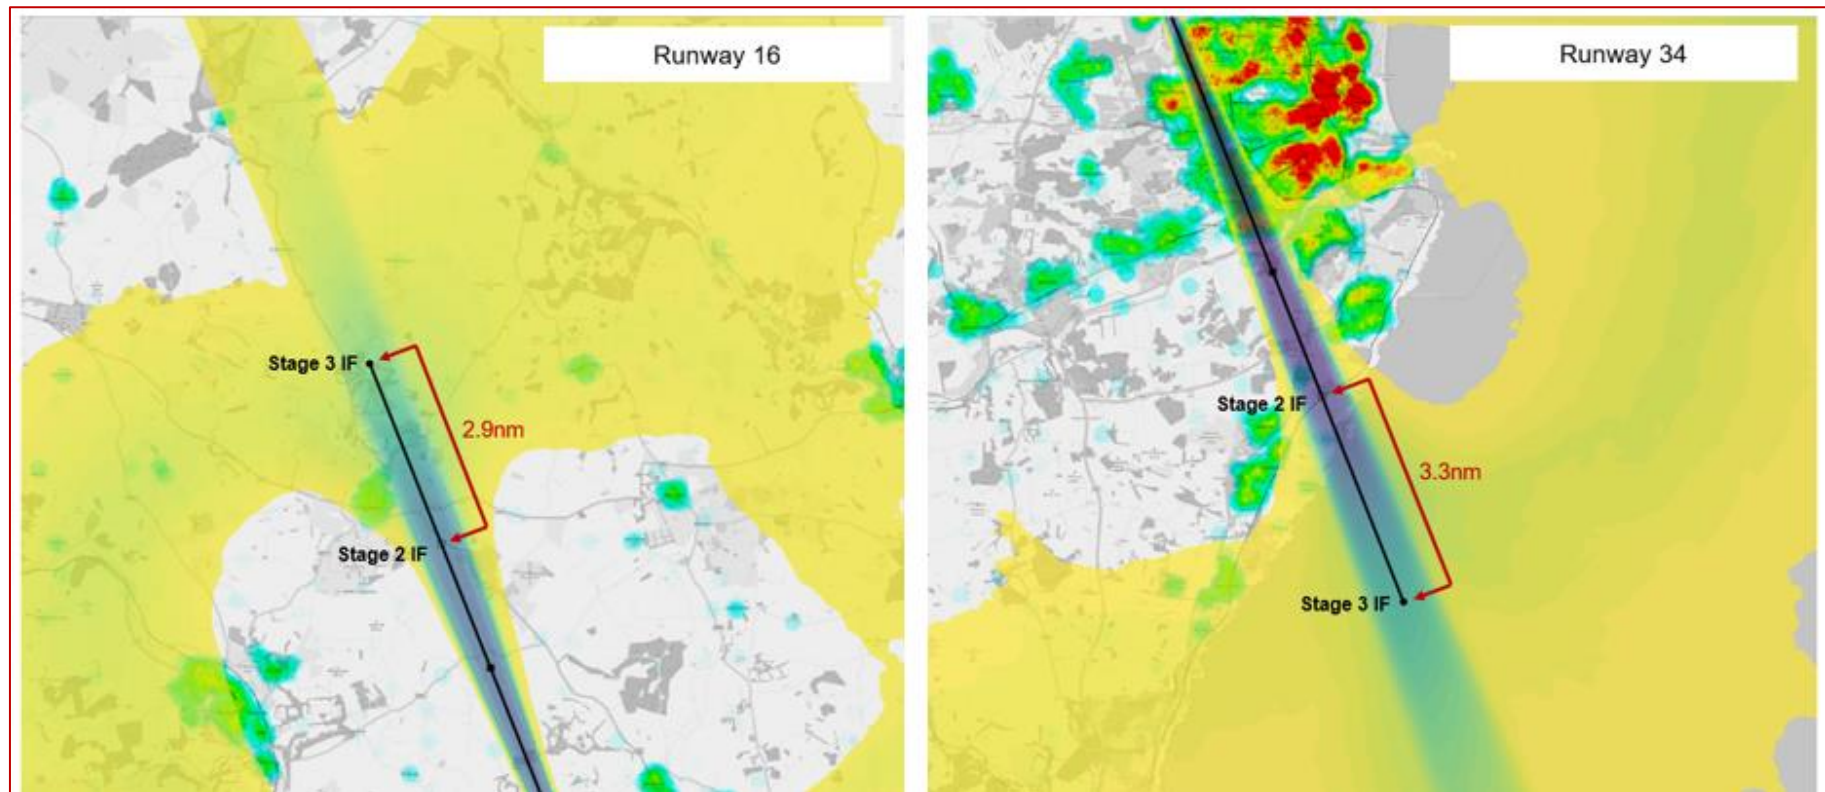 Runway 16
Stage 3 IF
2.9nm
Stage 2 IF
Runway 34
Stage 2 IF
3.3nm
Stage 3 IF